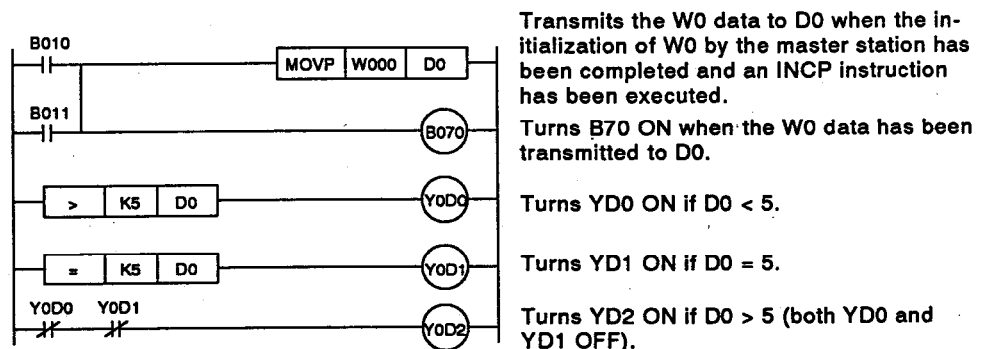 B010
MOVP W000 D0
B011
B070
> K5 D0
Y0D0
= K5 D0
Y0D1
Y0D0 Y0D1
Y0D2
Transmits the W0 data to D0 when the in-
itialization of W0 by the master station has
been completed and an INCP instruction
has been executed.
Turns B70 ON when the W0 data has been
transmitted to D0.
Turns YD0 ON if D0 < 5.
Turns YD1 ON if D0 = 5.
Turns YD2 ON if D0 > 5 (both YD0 and
YD1 OFF).